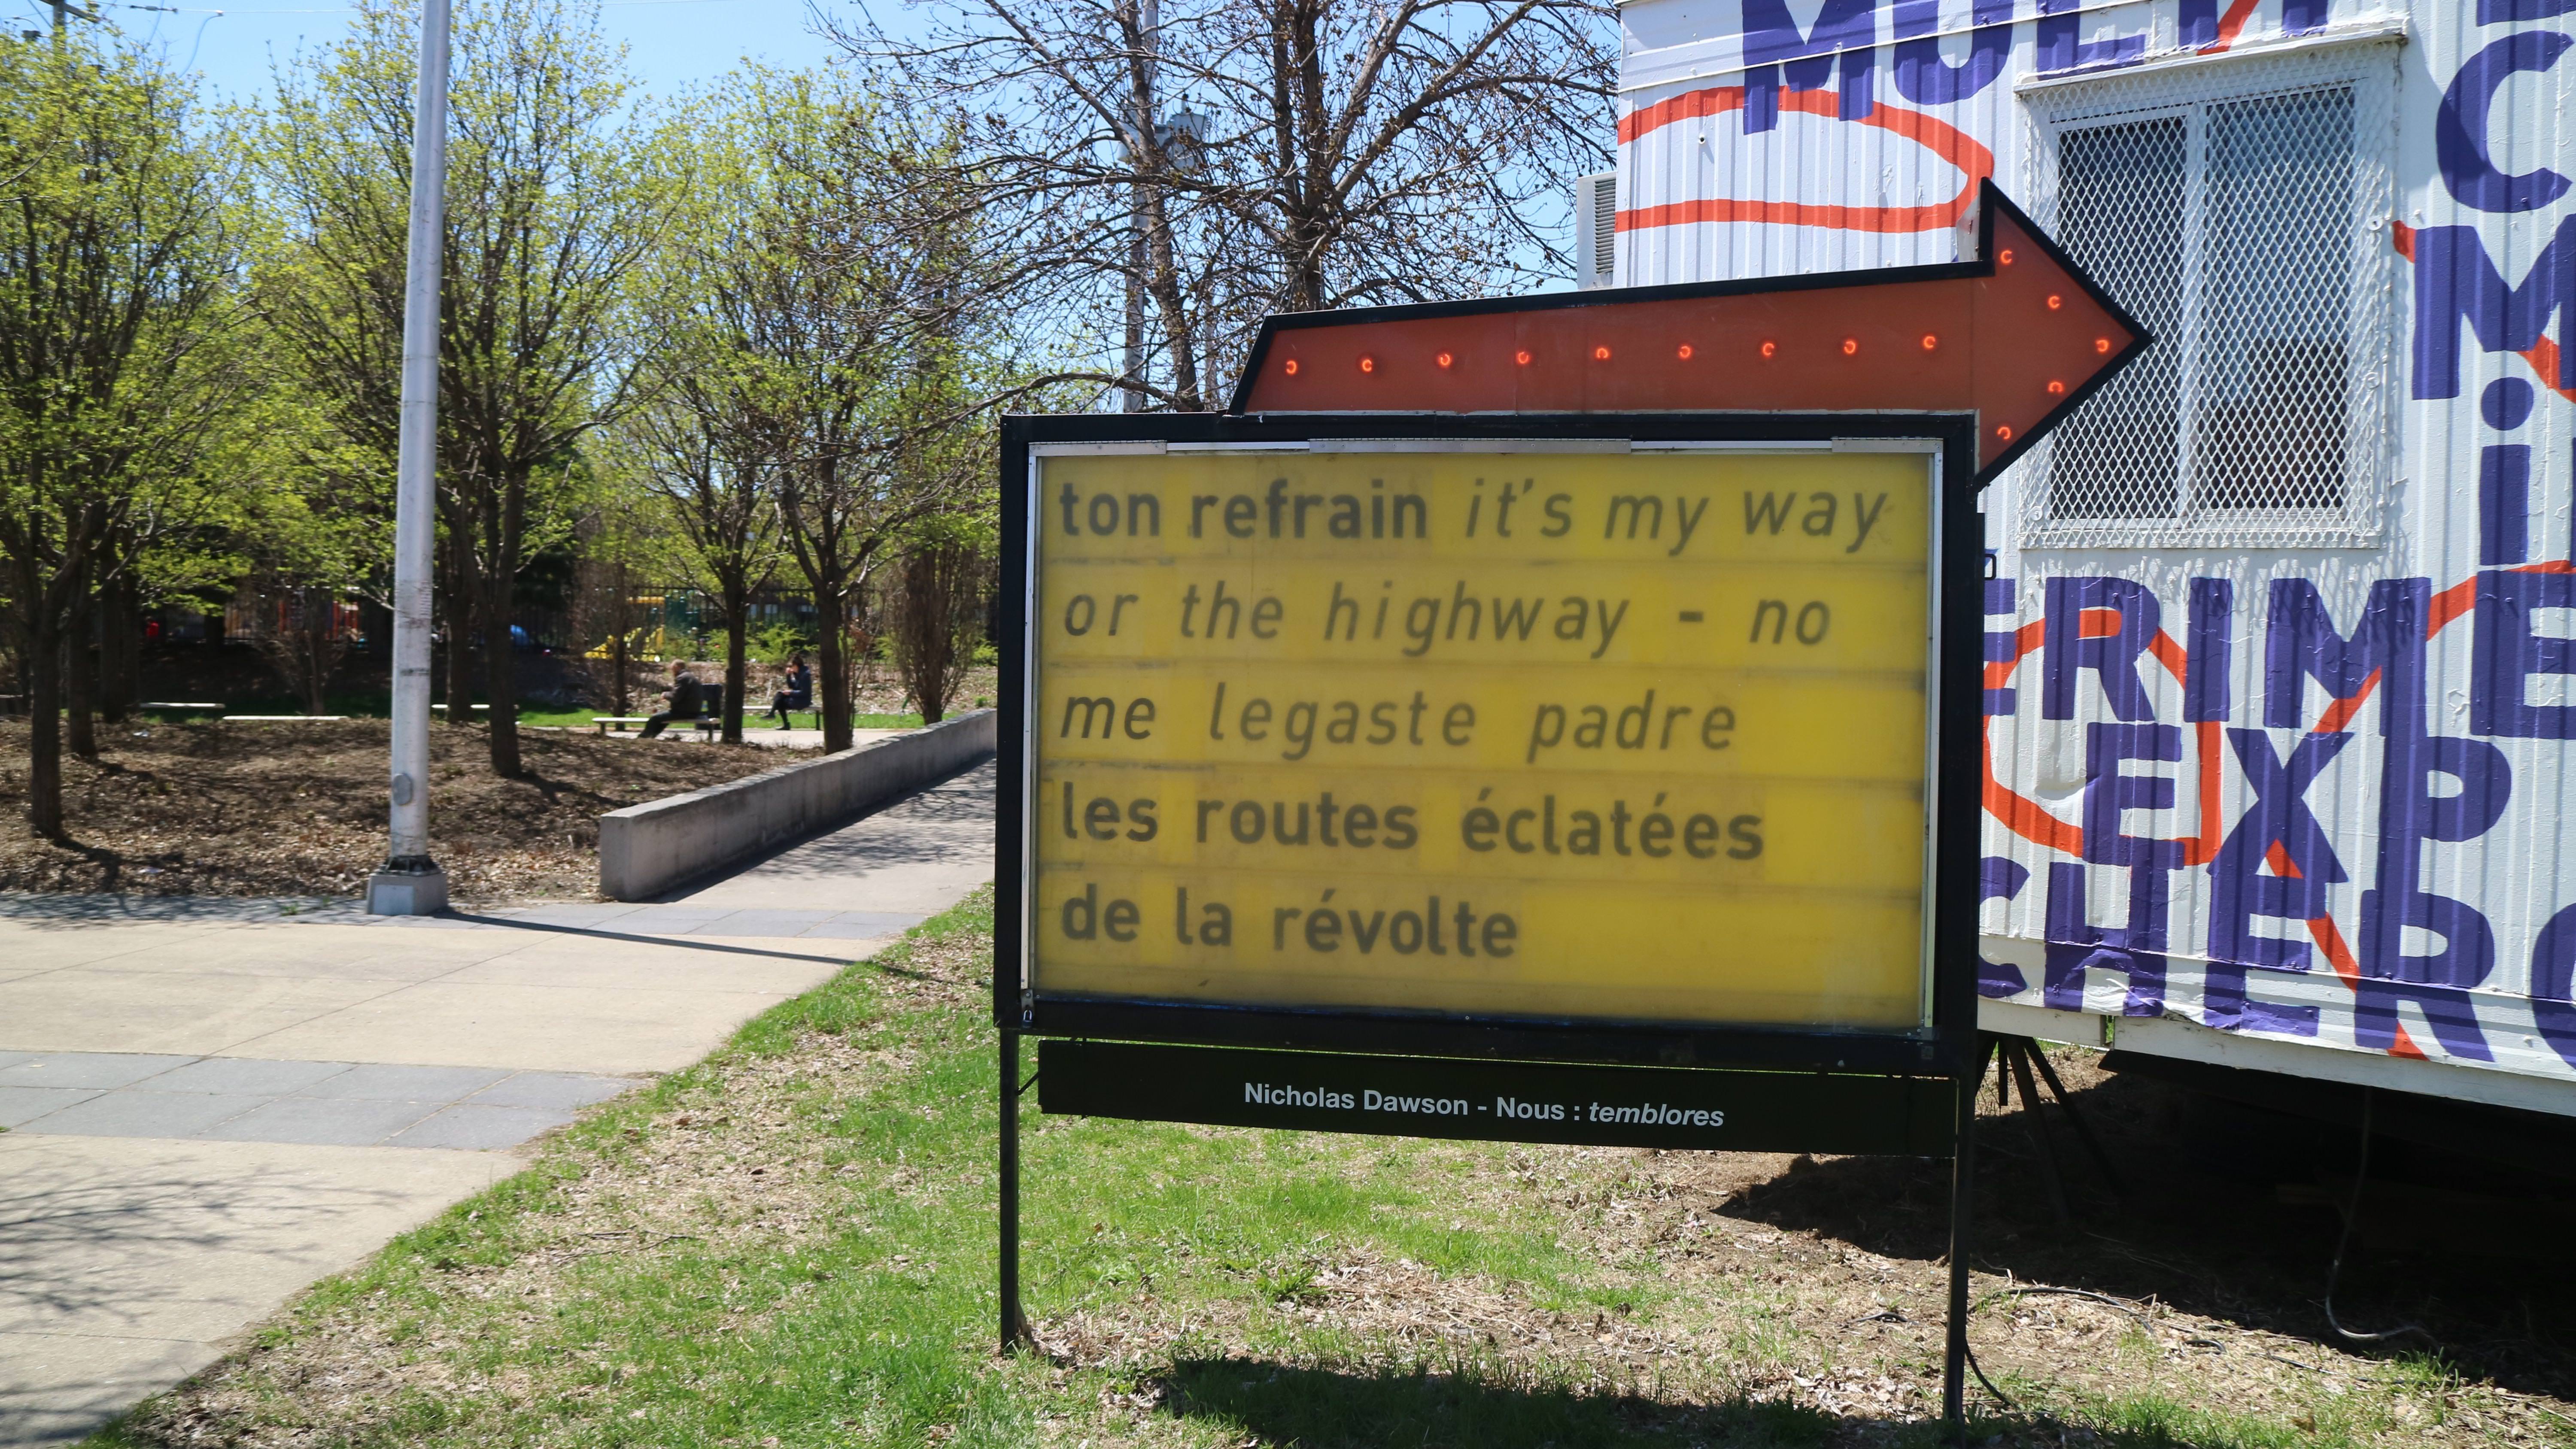 ton refrain it's my way
or the highway - no
me legaste padre
les routes éclatées
de la révolte
Nicholas Dawson - Nous : temblores
EXP